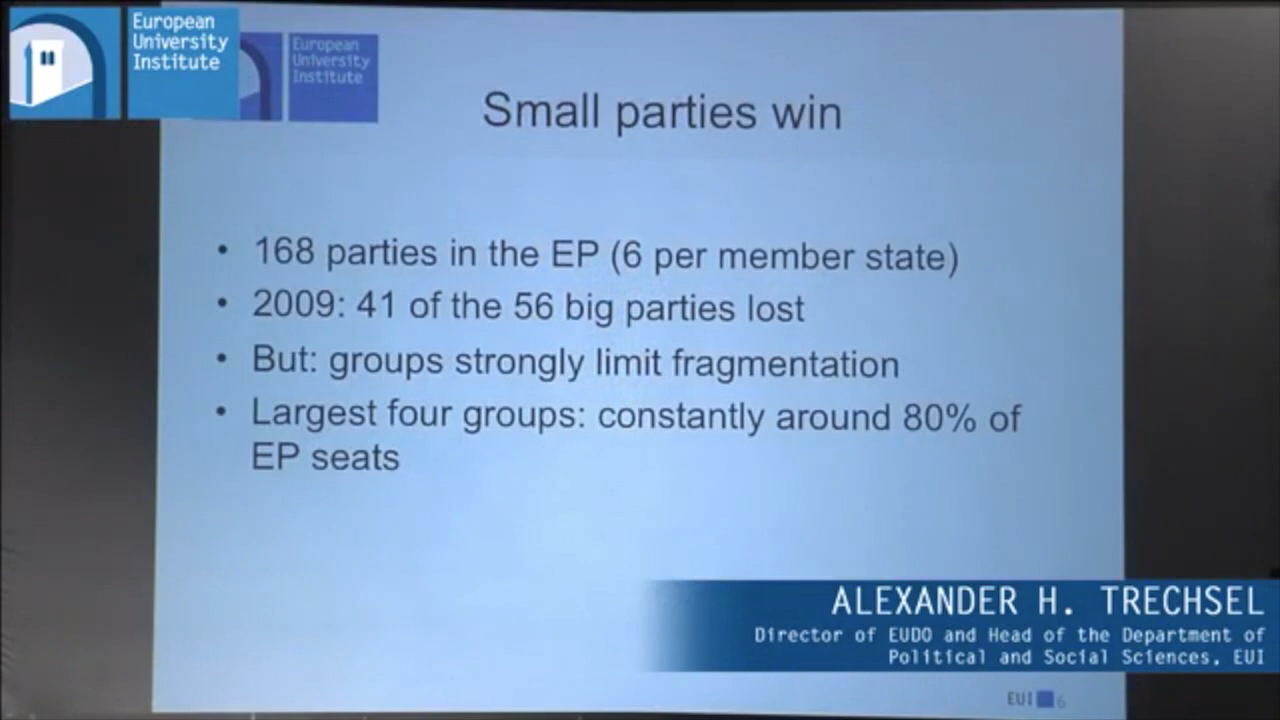 European
University
Institute
European
University
Institute
Small parties win
• 168 parties in the EP (6 per member state)
• 2009: 41 of the 56 big parties lost
• But: groups strongly limit fragmentation
• Largest four groups: constantly around 80% of
EP seats
ALEXANDER H. TRECHSEL
Director of EUDO and Head of the Department of
Political and Social Sciences, EUI
EUI 6